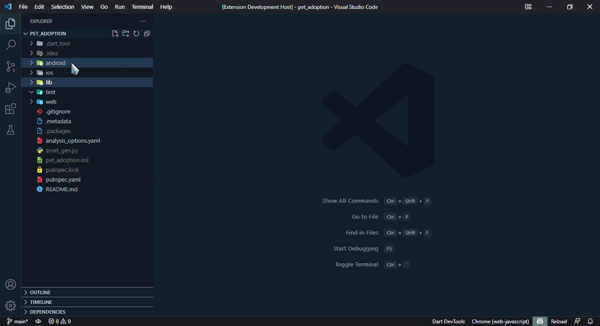 File Edit Selection View Go Run Terminal Help
[Extension Development Host] - pet_adoption - Visual Studio Code
EXPLORER
PET_ADOPTION
.dart_tool
.idea
android
ios
lib
test
web
.gitignore
.metadata
.packages
analysis_options.yaml
asset_gen.py
pet_adoption.iml
pubspec.lock
pubspec.yaml
README.md
Show All Commands Ctrl + Shift + P
Go to File Ctrl + P
Find in Files Ctrl + Shift + F
Start Debugging F5
Toggle Terminal Ctrl + `
OUTLINE
TIMELINE
DEPENDENCIES
main* 0 0 Dart DevTools Chrome (web-javascript) Reload